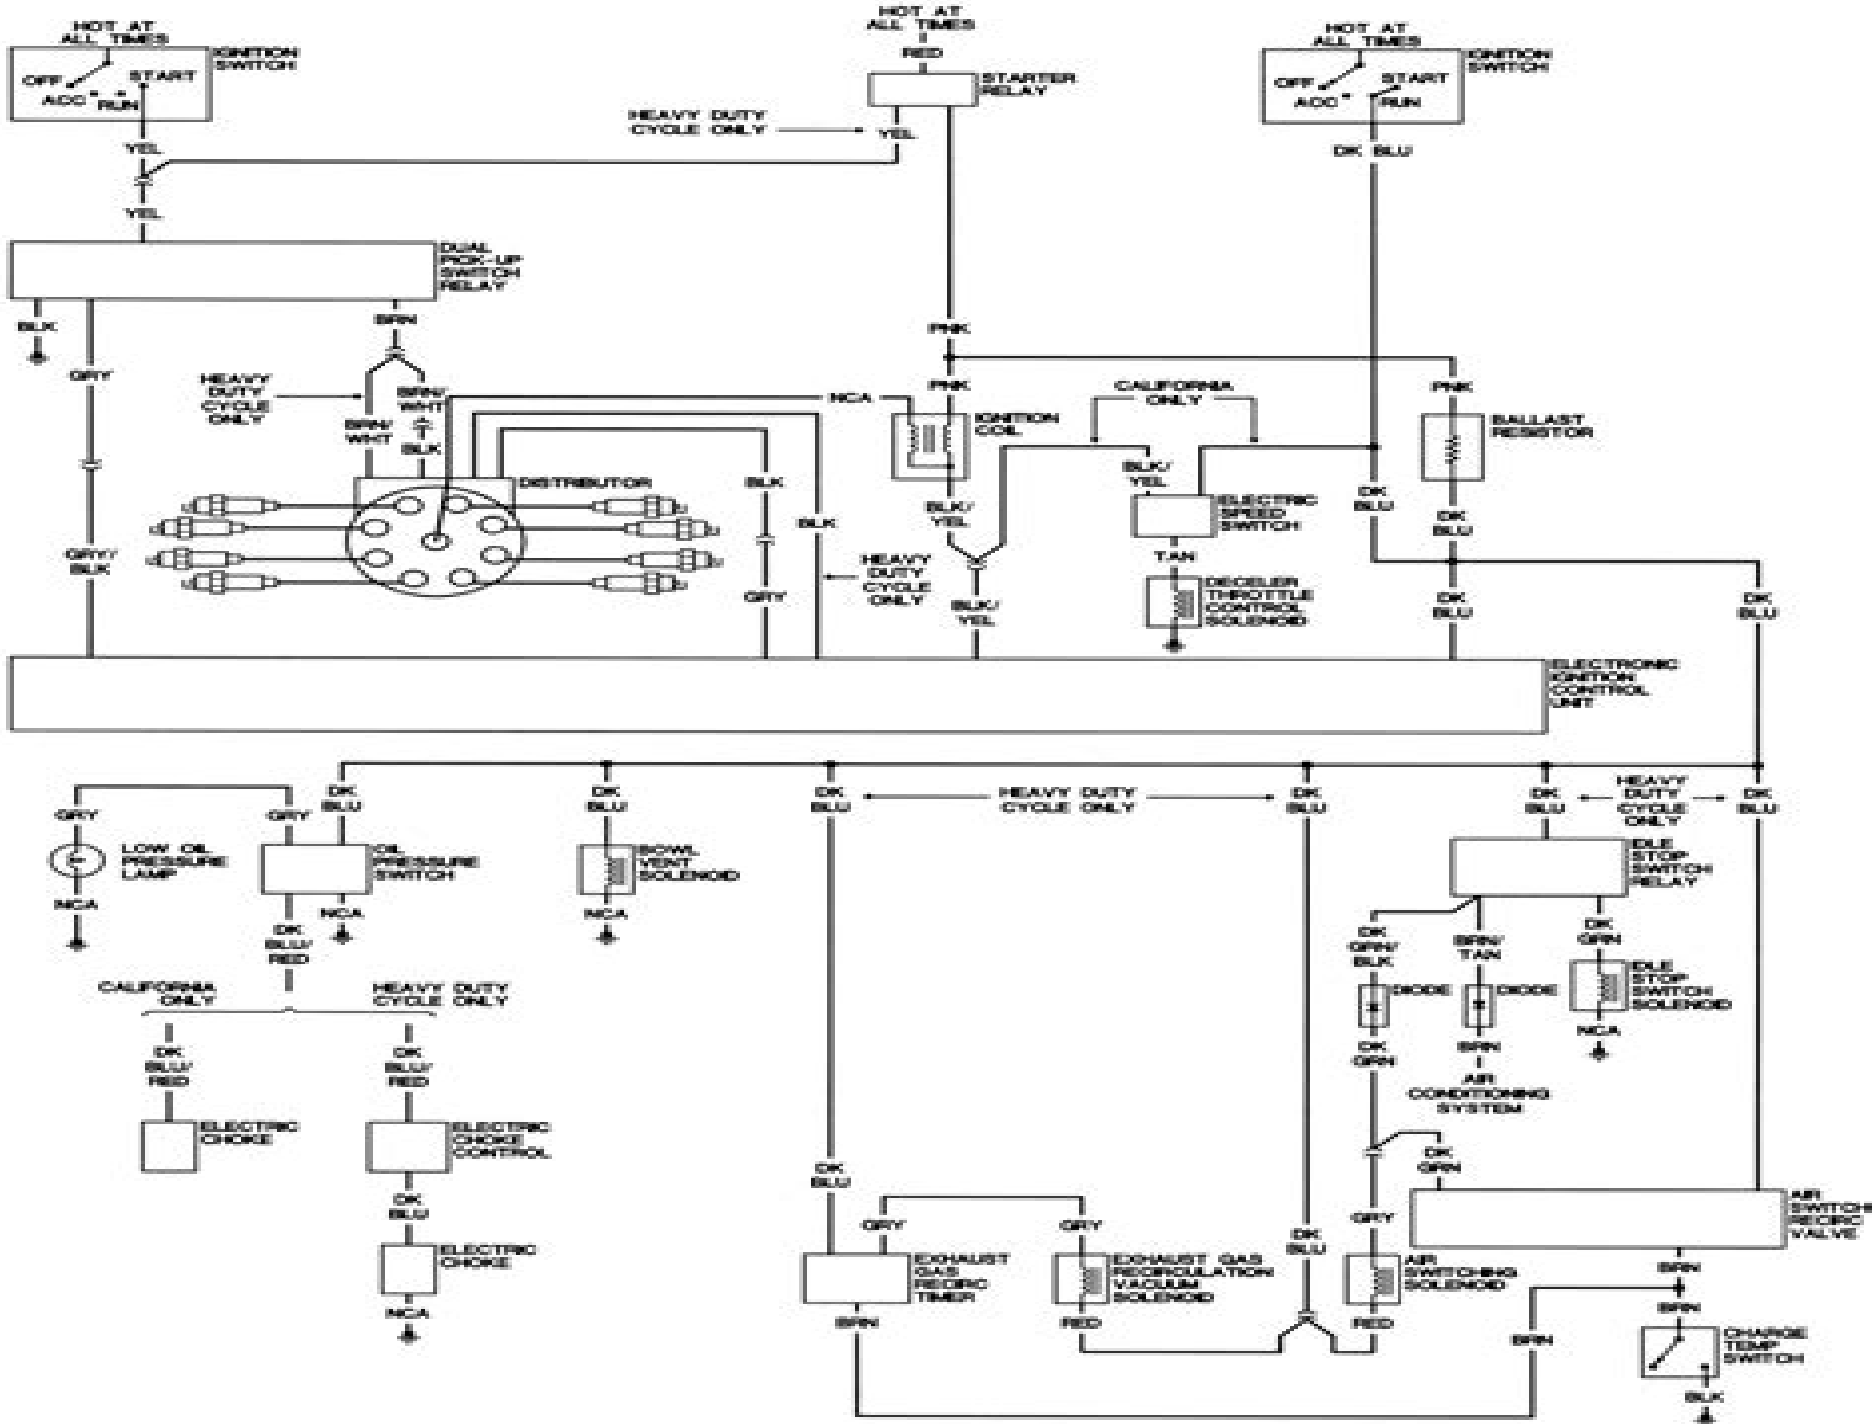 HOT AT
ALL TIMES
IGNITION
SWITCH
OFF
START
ACC
RUN
YEL
YEL
HOT AT
ALL TIMES
RED
STARTER
RELAY
HEAVY DUTY
CYCLE ONLY
YEL
HOT AT
ALL TIMES
IGNITION
SWITCH
OFF
START
ACC
RUN
DK BLU
DUAL
PICK-UP
SWITCH
RELAY
BLK
GRY
BRN
PNK
HEAVY
DUTY
CYCLE
ONLY
BRN/
WHT
BRN/
WHT
BLK
NCA
PNK
IGNITION
COIL
CALIFORNIA
ONLY
PNK
BALLAST
RESISTOR
DISTRIBUTOR
BLK
BLK
BLK/
YEL
BLK/
YEL
ELECTRIC
SPEED
SWITCH
DK
BLU
DK
BLU
GRY/
BLK
GRY
HEAVY
DUTY
CYCLE
ONLY
BLK/
YEL
TAN
DECELER
THROTTLE
CONTROL
SOLENOID
DK
BLU
DK
BLU
ELECTRONIC
IGNITION
CONTROL
UNIT
GRY
GRY
DK
BLU
DK
BLU
DK
BLU
HEAVY DUTY
CYCLE ONLY
DK
BLU
DK
BLU
HEAVY
DUTY
CYCLE
ONLY
DK
BLU
LOW OIL
PRESSURE
LAMP
NCA
OIL
PRESSURE
SWITCH
NCA
DK
BLU/
RED
BOWL
VENT
SOLENOID
NCA
IDLE
STOP
SWITCH
RELAY
DK
GRN/
BLK
BRN/
TAN
DK
GRN
DIODE
DIODE
IDLE
STOP
SWITCH
SOLENOID
NCA
DK
GRN
BRN
AIR
CONDITIONING
SYSTEM
CALIFORNIA
ONLY
HEAVY DUTY
CYCLE ONLY
DK
BLU/
RED
DK
BLU/
RED
ELECTRIC
CHOKE
ELECTRIC
CHOKE
CONTROL
DK
BLU
ELECTRIC
CHOKE
NCA
DK
BLU
GRY
GRY
DK
BLU
GRY
DK
GRN
AIR
SWITCH
RECIRC
VALVE
EXHAUST
GAS
RECIRC
TIMER
EXHAUST GAS
RECIRCULATION
VACUUM
SOLENOID
AIR
SWITCHING
SOLENOID
BRN
RED
RED
BRN
BRN
BRN
CHARGE
TEMP
SWITCH
BLK